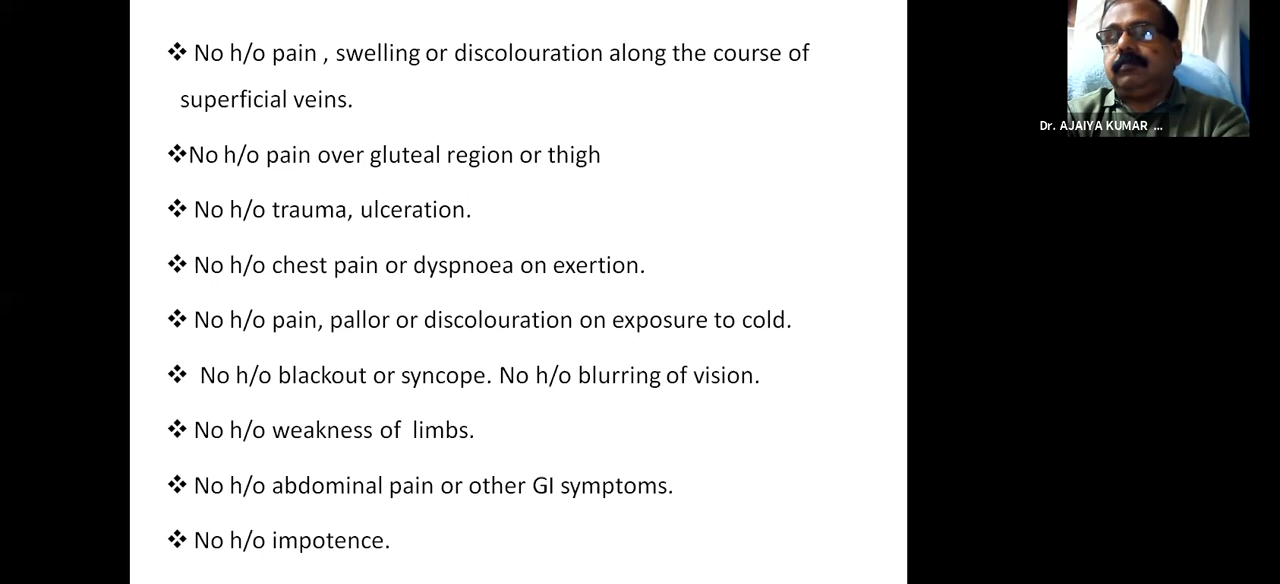 ❖ No h/o pain , swelling or discolouration along the course of
superficial veins.
❖No h/o pain over gluteal region or thigh
❖ No h/o trauma, ulceration.
❖ No h/o chest pain or dyspnoea on exertion.
❖ No h/o pain, pallor or discolouration on exposure to cold.
❖ No h/o blackout or syncope. No h/o blurring of vision.
❖ No h/o weakness of limbs.
❖ No h/o abdominal pain or other GI symptoms.
❖ No h/o impotence.
Dr. AJAIYA KUMAR ...